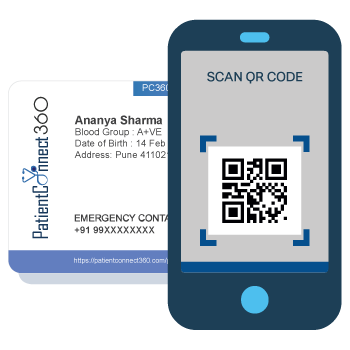 SCAN QR CODE
PC360
PatientConnect360
Ananya Sharma
Blood Group : A+VE
Date of Birth : 14 Feb
Address: Pune 41102
EMERGENCY CONTA
+91 99XXXXXXXX
https://patientconnect360.com/